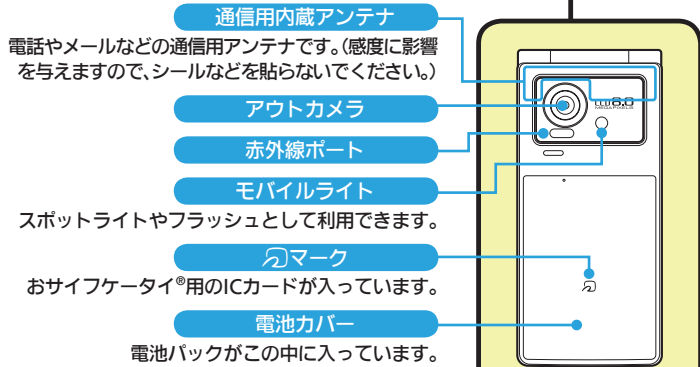 通信用内蔵アンテナ
電話やメールなどの通信用アンテナです。(感度に影響
を与えますので、シールなどを貼らないでください。)
アウトカメラ
赤外線ポート
モバイルライト
スポットライトやフラッシュとして利用できます。
マーク
おサイフケータイ®用のICカードが入っています。
電池カバー
電池パックがこの中に入っています。
8.0
MEGA PIXELS